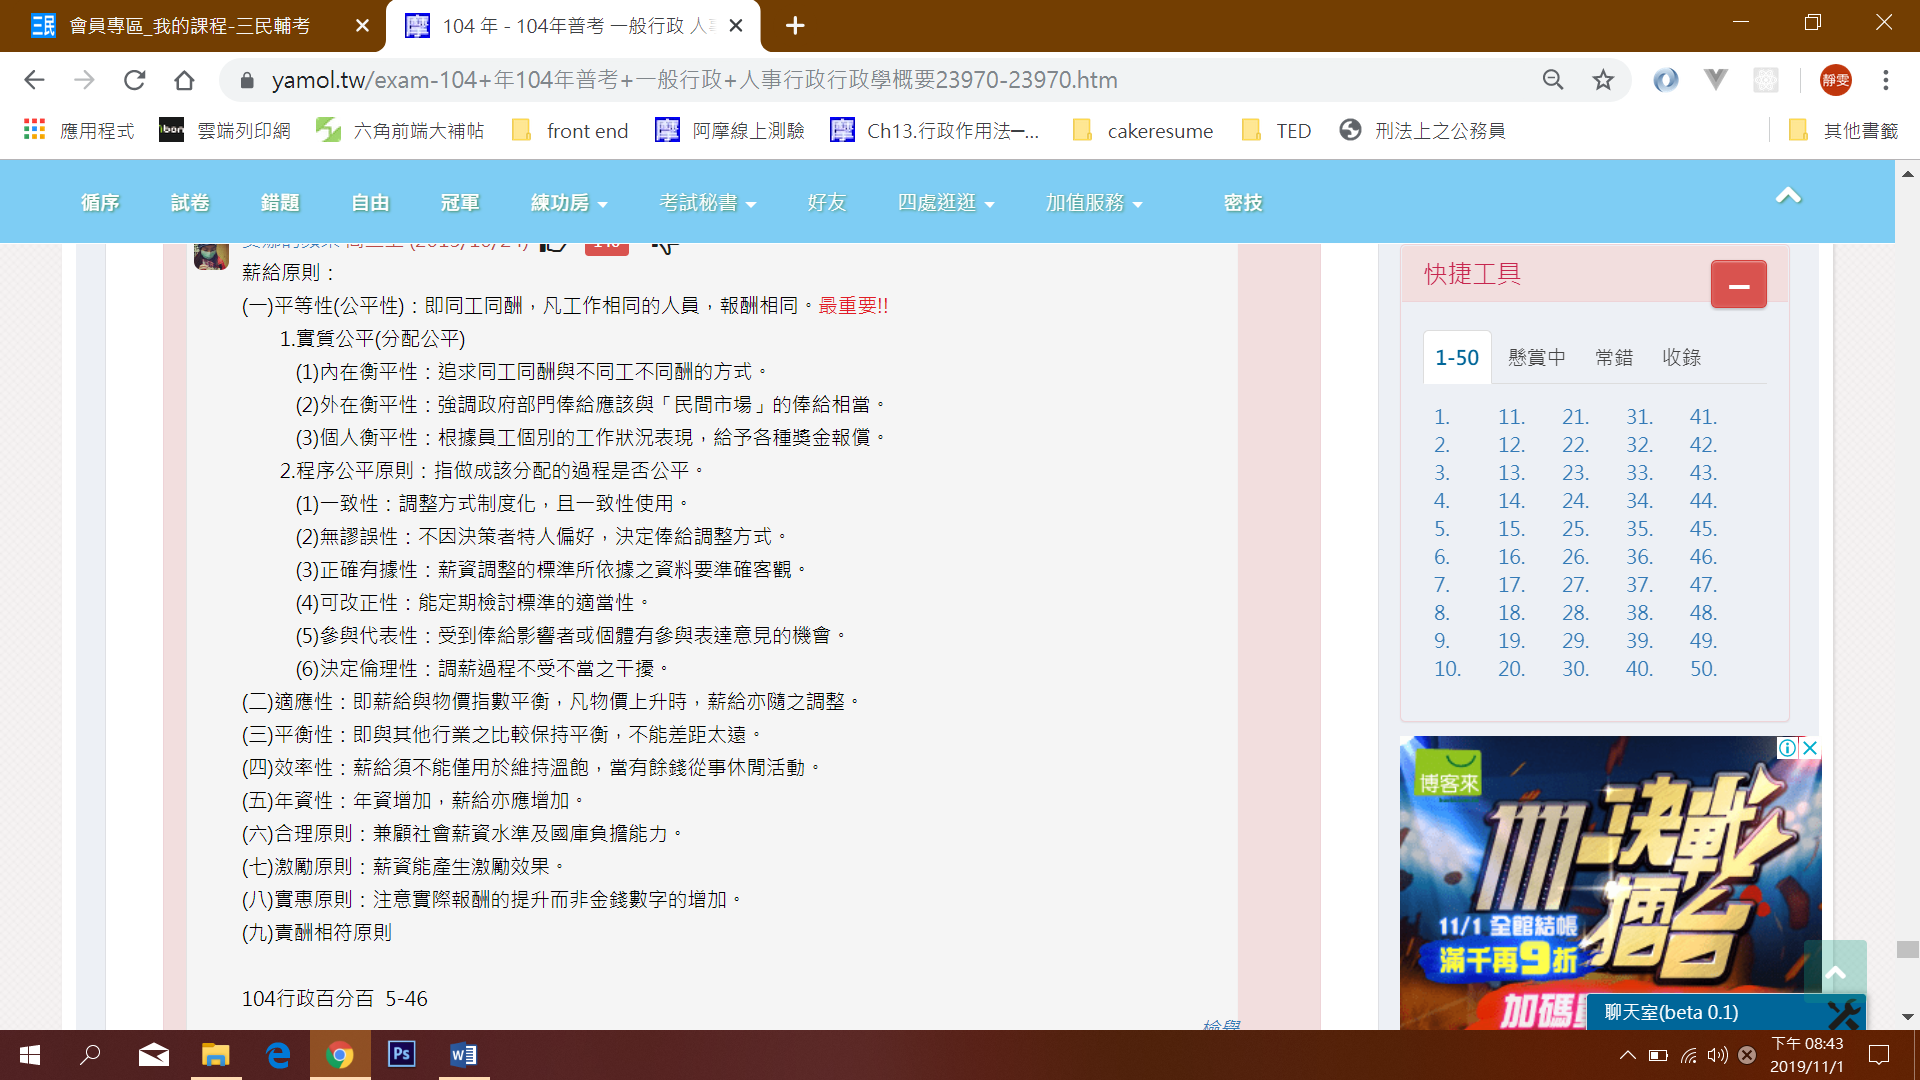 會員專區_我的課程-三民輔考
104 年 - 104年普考 一般行政 人
yamol.tw/exam-104+年104年普考+一般行政+人事行政行政學概要23970-23970.htm
靜雯
應用程式 ibon 雲端列印網 六角前端大補帖 front end 阿摩線上測驗 Ch13.行政作用法─... cakeresume TED 刑法上之公務員 其他書籤
循序 試卷 錯題 自由 冠軍 練功房 考試秘書 好友 四處逛逛 加值服務 密技
薪給原則：
(一)平等性(公平性)：即同工同酬，凡工作相同的人員，報酬相同。最重要!!
1.實質公平(分配公平)
(1)內在衡平性：追求同工同酬與不同工不同酬的方式。
(2)外在衡平性：強調政府部門俸給應該與「民間市場」的俸給相當。
(3)個人衡平性：根據員工個別的工作狀況表現，給予各種獎金報償。
2.程序公平原則：指做成該分配的過程是否公平。
(1)一致性：調整方式制度化，且一致性使用。
(2)無謬誤性：不因決策者特人偏好，決定俸給調整方式。
(3)正確有據性：薪資調整的標準所依據之資料要準確客觀。
(4)可改正性：能定期檢討標準的適當性。
(5)參與代表性：受到俸給影響者或個體有參與表達意見的機會。
(6)決定倫理性：調薪過程不受不當之干擾。
(二)適應性：即薪給與物價指數平衡，凡物價上升時，薪給亦隨之調整。
(三)平衡性：即與其他行業之比較保持平衡，不能差距太遠。
(四)效率性：薪給須不能僅用於維持溫飽，當有餘錢從事休閒活動。
(五)年資性：年資增加，薪給亦應增加。
(六)合理原則：兼顧社會薪資水準及國庫負擔能力。
(七)激勵原則：薪資能產生激勵效果。
(八)實惠原則：注意實際報酬的提升而非金錢數字的增加。
(九)責酬相符原則
104行政百分百 5-46
檢舉
快捷工具
1-50 懸賞中 常錯 收錄
1. 11. 21. 31. 41.
2. 12. 22. 32. 42.
3. 13. 23. 33. 43.
4. 14. 24. 34. 44.
5. 15. 25. 35. 45.
6. 16. 26. 36. 46.
7. 17. 27. 37. 47.
8. 18. 28. 38. 48.
9. 19. 29. 39. 49.
10. 20. 30. 40. 50.
博客來
1111決戰擂台
11/1 全館結帳
滿千再9折
加碼
聊天室(beta 0.1)
Ps
下午 08:43
2019/11/1